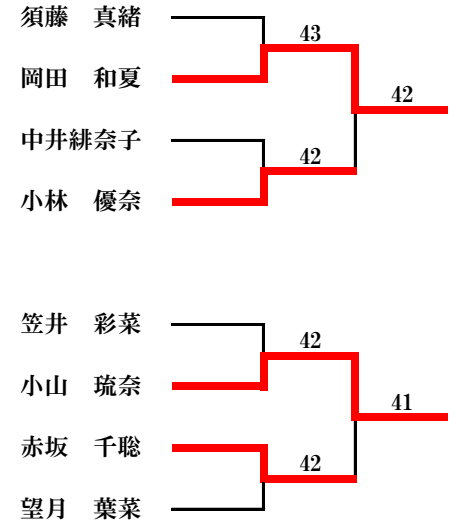 須藤　真緒
43
岡田　和夏
42
中井緋奈子
42
小林　優奈
笠井　彩菜
42
小山　琉奈
41
赤坂　千聡
42
望月　葉菜